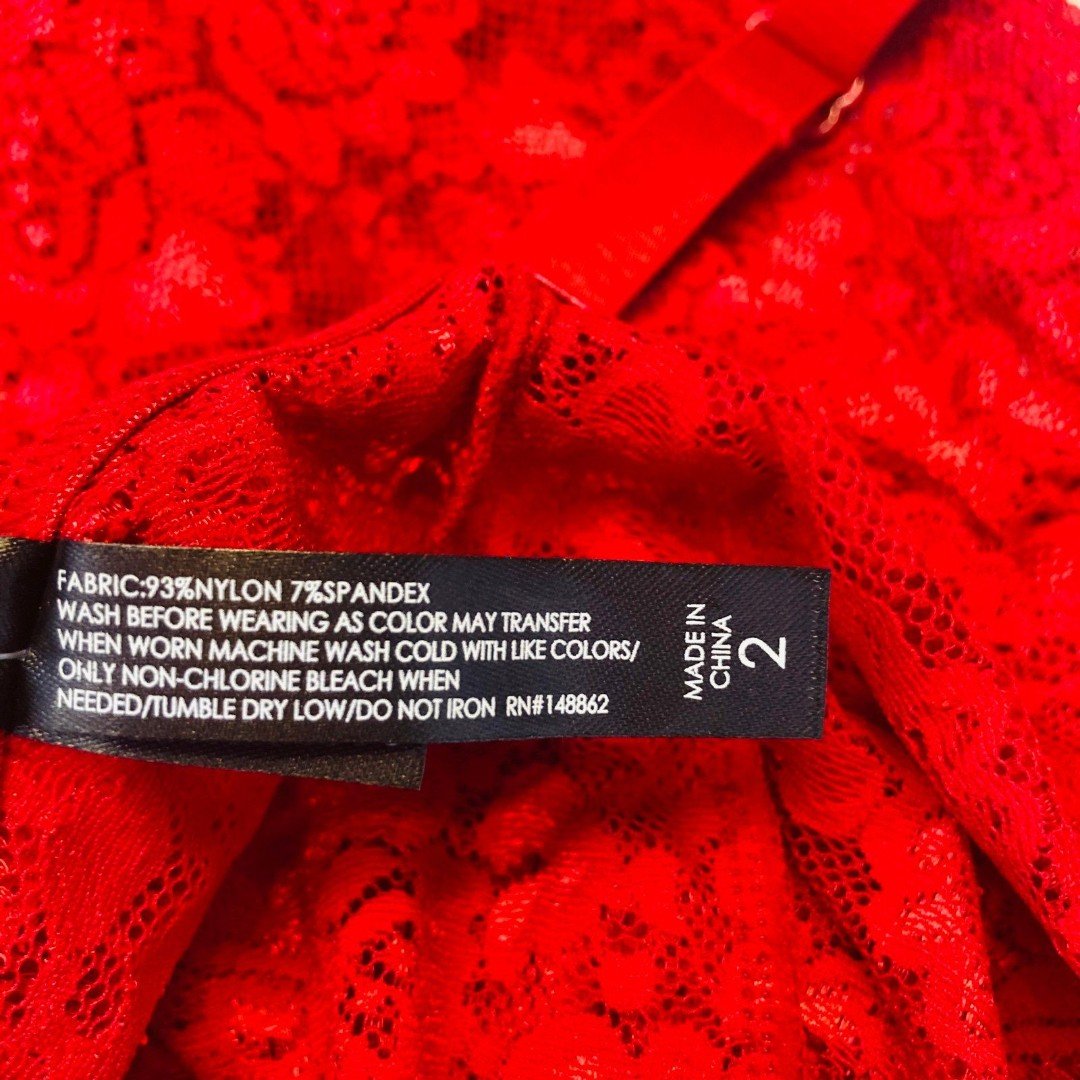 FABRIC:93%NYLON 7%SPANDEX
WASH BEFORE WEARING AS COLOR MAY TRANSFER
WHEN WORN MACHINE WASH COLD WITH LIKE COLORS/
ONLY NON-CHLORINE BLEACH WHEN
NEEDED/TUMBLE DRY LOW/DO NOT IRON RN#148862
MADE IN
CHINA
2